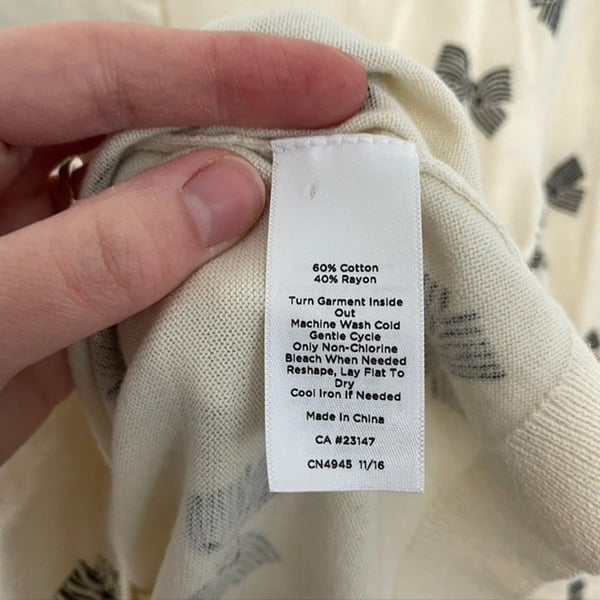 60% Cotton
40% Rayon
Turn Garment Inside
Out
Machine Wash Cold
Gentle Cycle
Only Non-Chlorine
Bleach When Needed
Reshape, Lay Flat To
Dry
Cool Iron If Needed
Made In China
CA #23147
CN4945 11/16